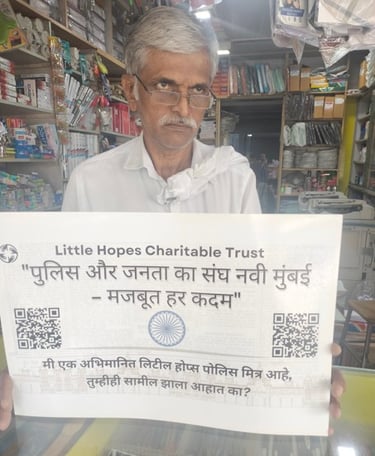 Little Hopes Charitable Trust
"पुलिस और जनता का संघ नवी मुंबई
– मजबूत हर कदम"
मी एक अभिमानित लिटील होप्स पोलिस मित्र आहे,
तुम्हीही सामील झाला आहात का?